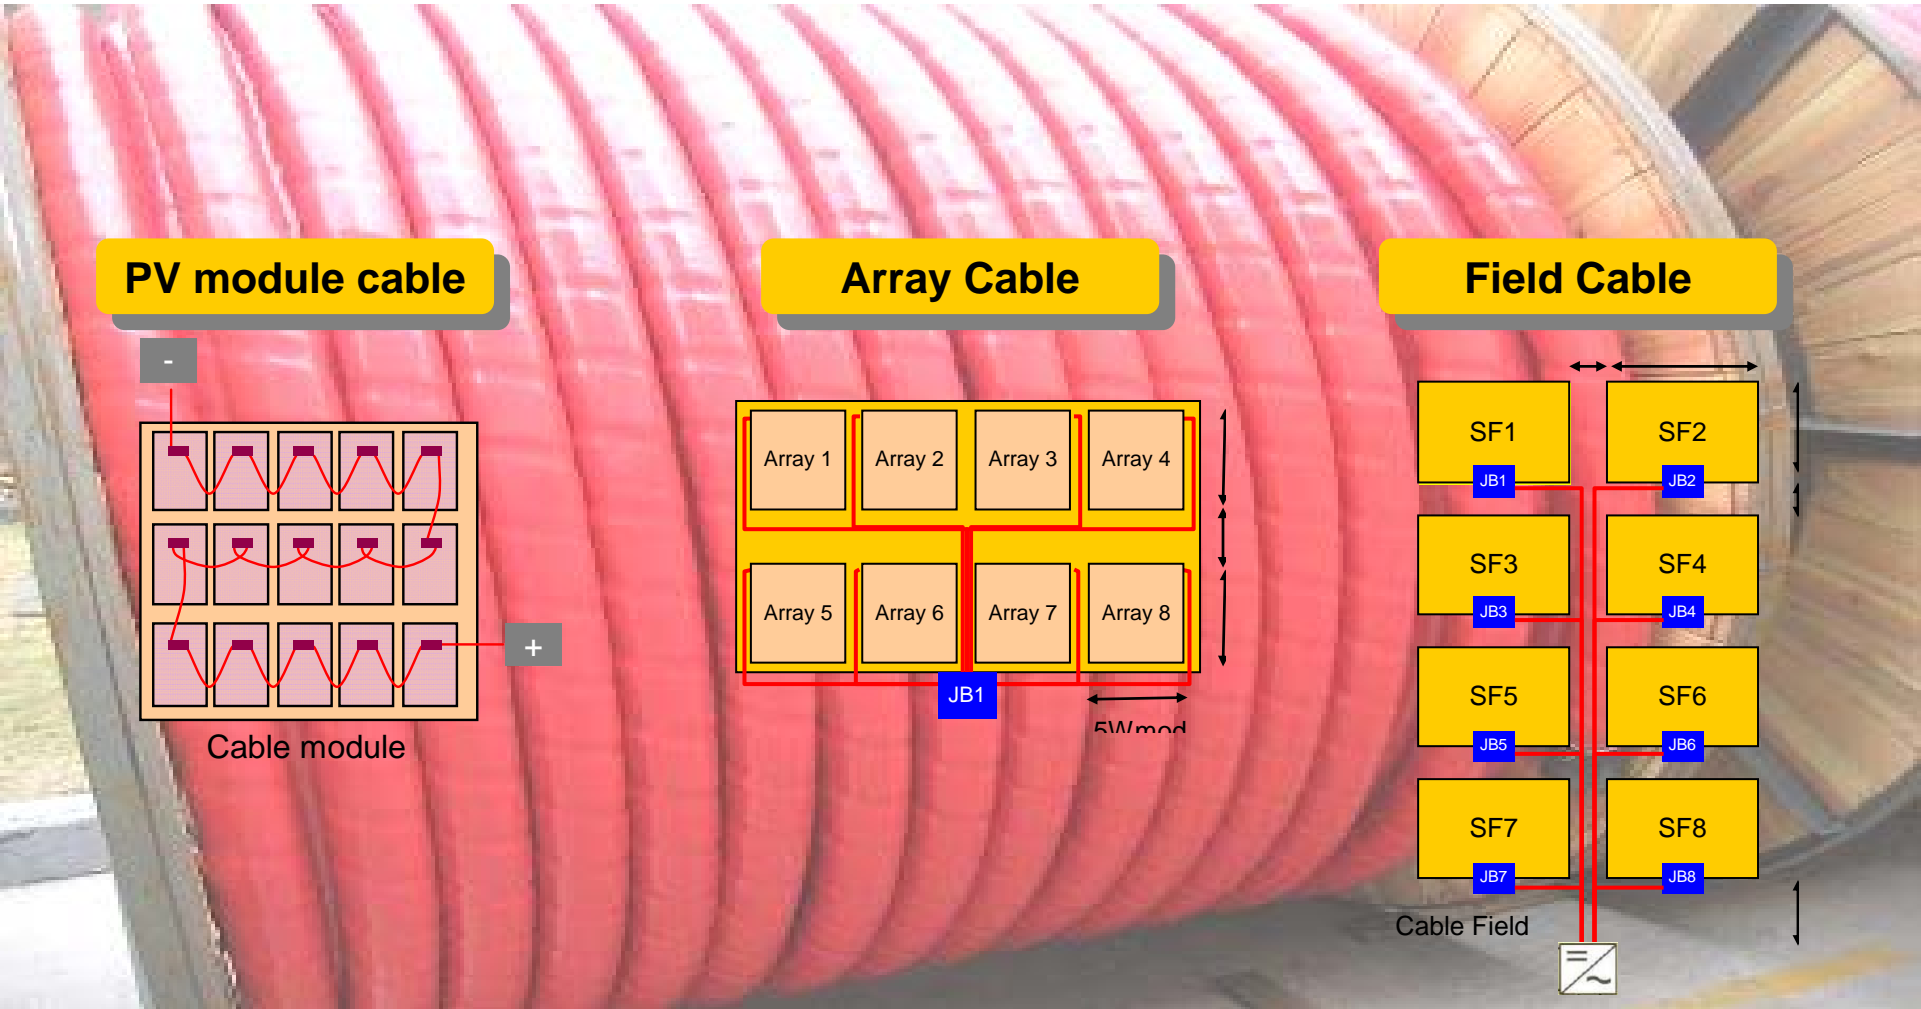 PV module cable
Array Cable
Field Cable
-
+
Cable module
Array 1
Array 2
Array 3
Array 4
Array 5
Array 6
Array 7
Array 8
JB1
5Wmod
SF1
SF2
JB1
JB2
SF3
SF4
JB3
JB4
SF5
SF6
JB5
JB6
SF7
SF8
JB7
JB8
Cable Field
=
~